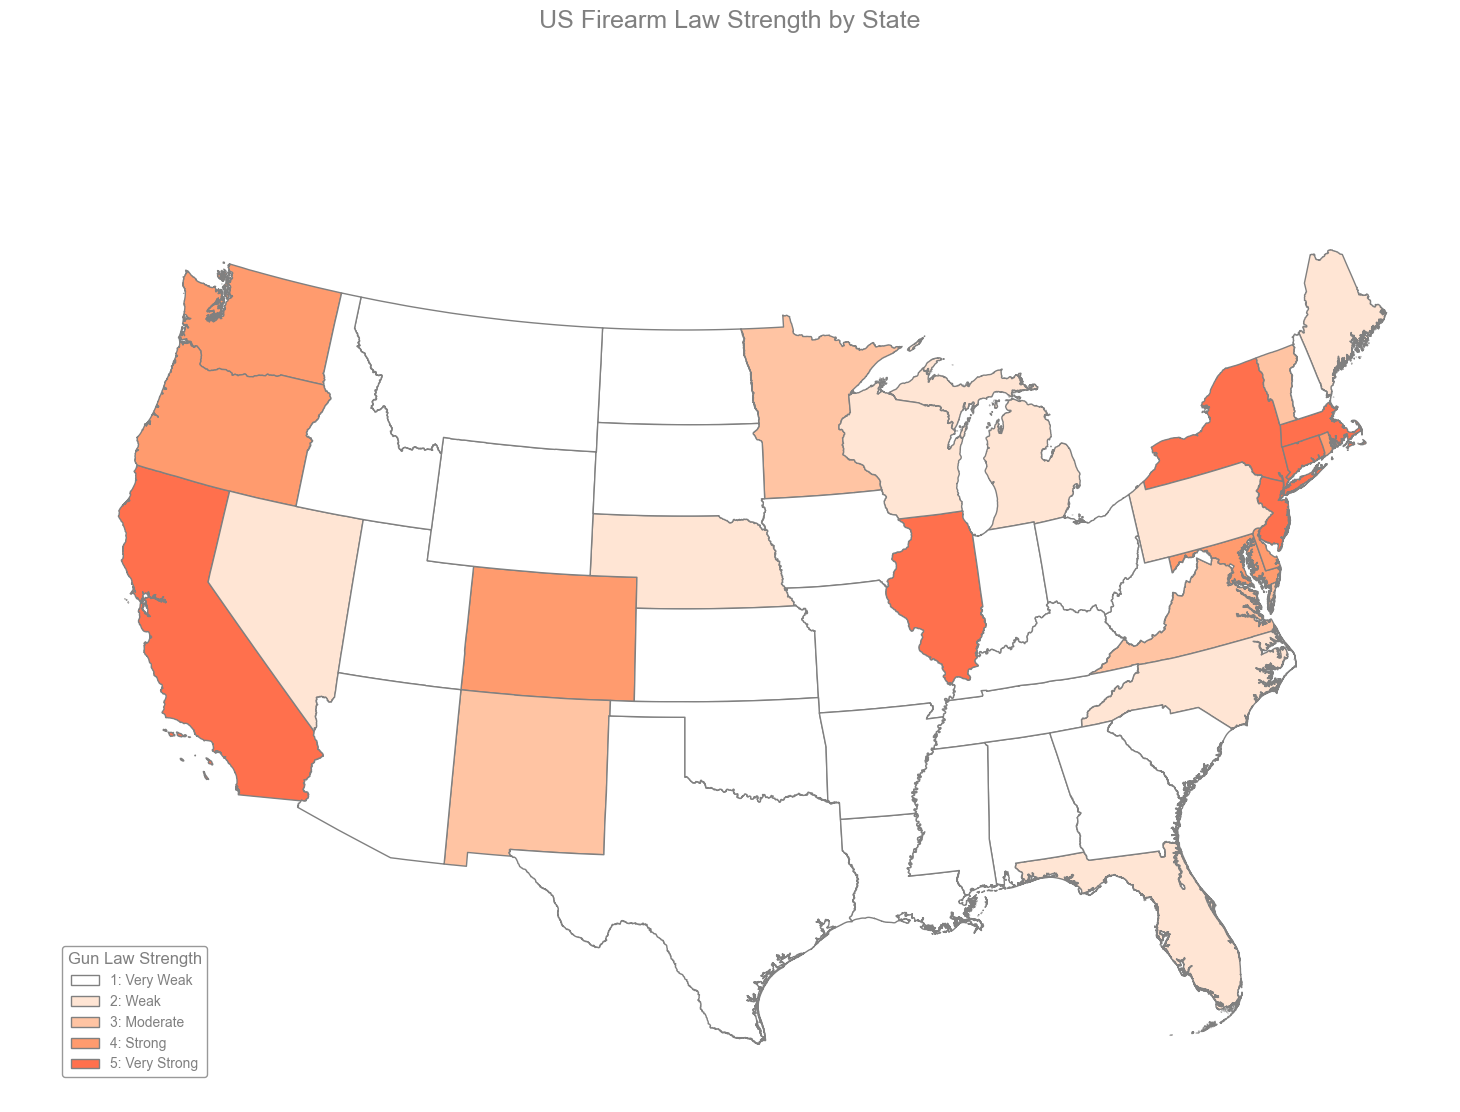 US Firearm Law Strength by State
Gun Law Strength
1: Very Weak
2: Weak
3: Moderate
4: Strong
5: Very Strong